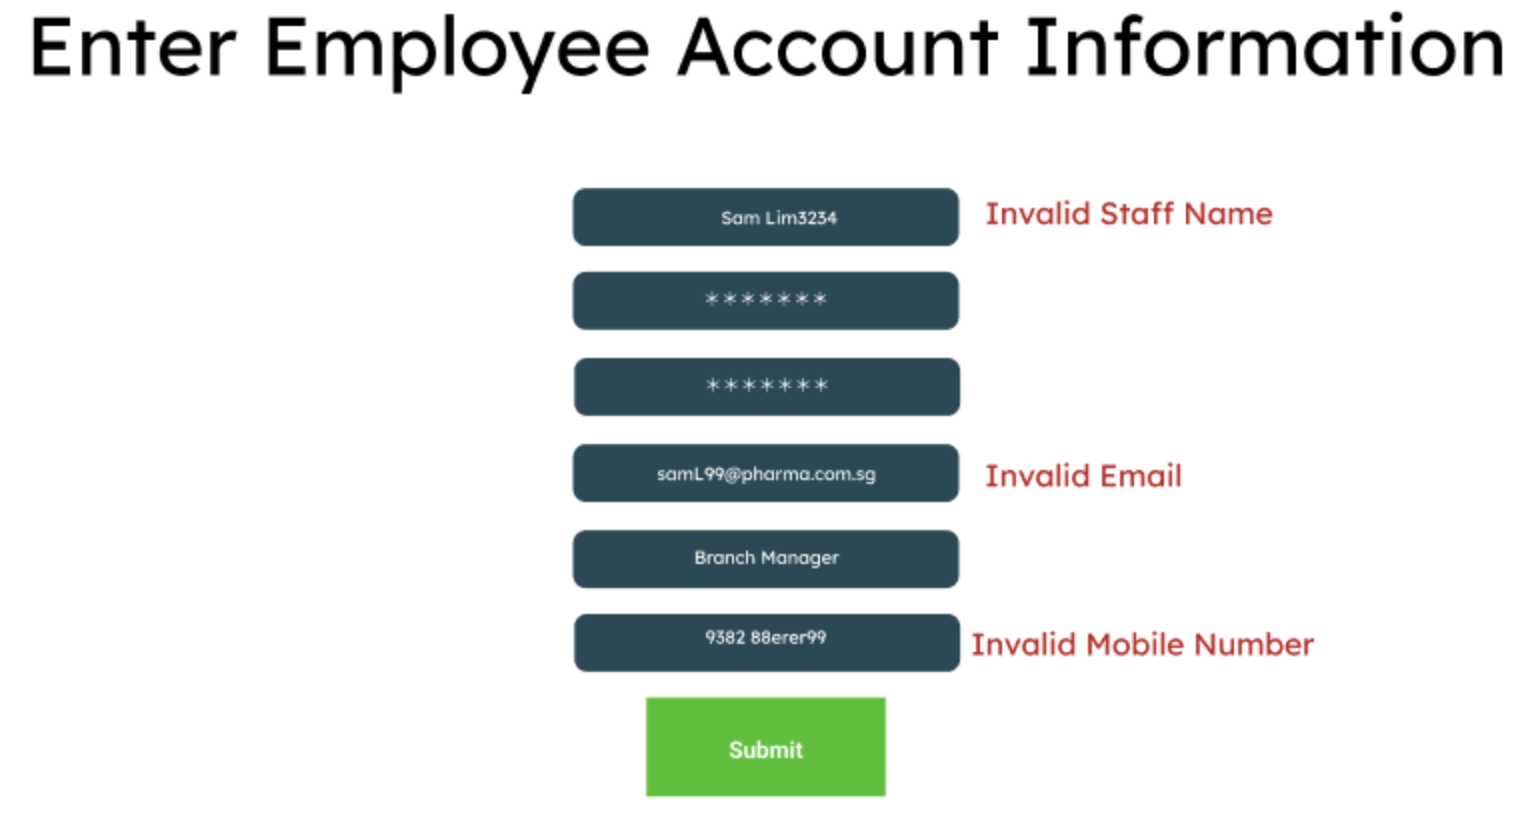 Enter Employee Account Information
Sam Lim3234
Invalid Staff Name
*******
*******
samL99@pharma.com.sg
Invalid Email
Branch Manager
9382 88erer99
Invalid Mobile Number
Submit